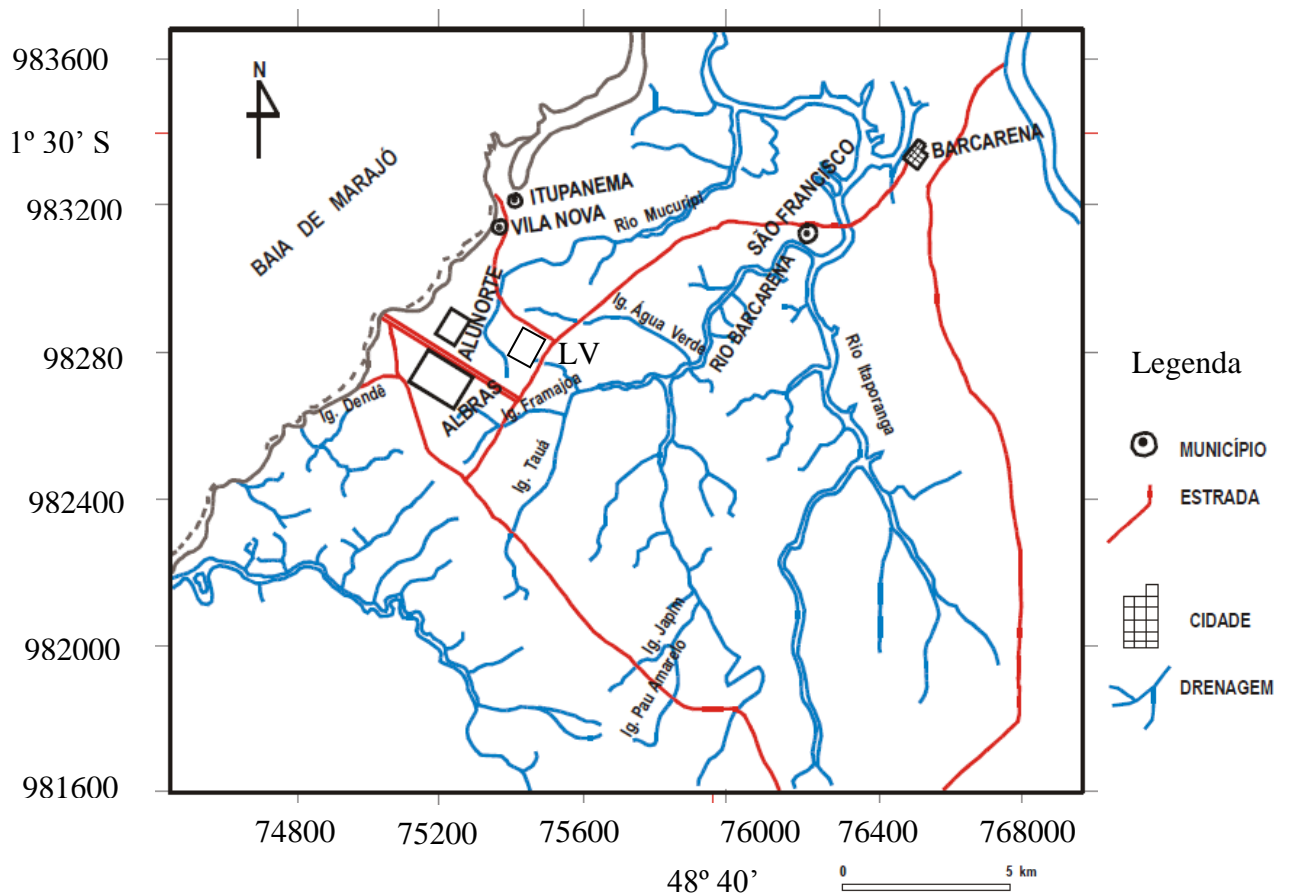 983600
N
1º 30’ S
BAIA DE MARAJÓ
BARCARENA
ITUPANEMA
983200
VILA NOVA
Rio Mucuripi
SÃO FRANCISCO
ALUNORTE
Ig. Água Verde
RIO BARCARENA
98280
LV
Rio Itaporanga
ALBRAS
Ig. Framajoa
Ig. Dendê
Ig. Tauá
982400
Ig. Japim
982000
Ig. Pau Amarelo
981600
74800
75200
75600
76000
76400
768000
48º 40’
0
5 km
Legenda
MUNICÍPIO
ESTRADA
CIDADE
DRENAGEM